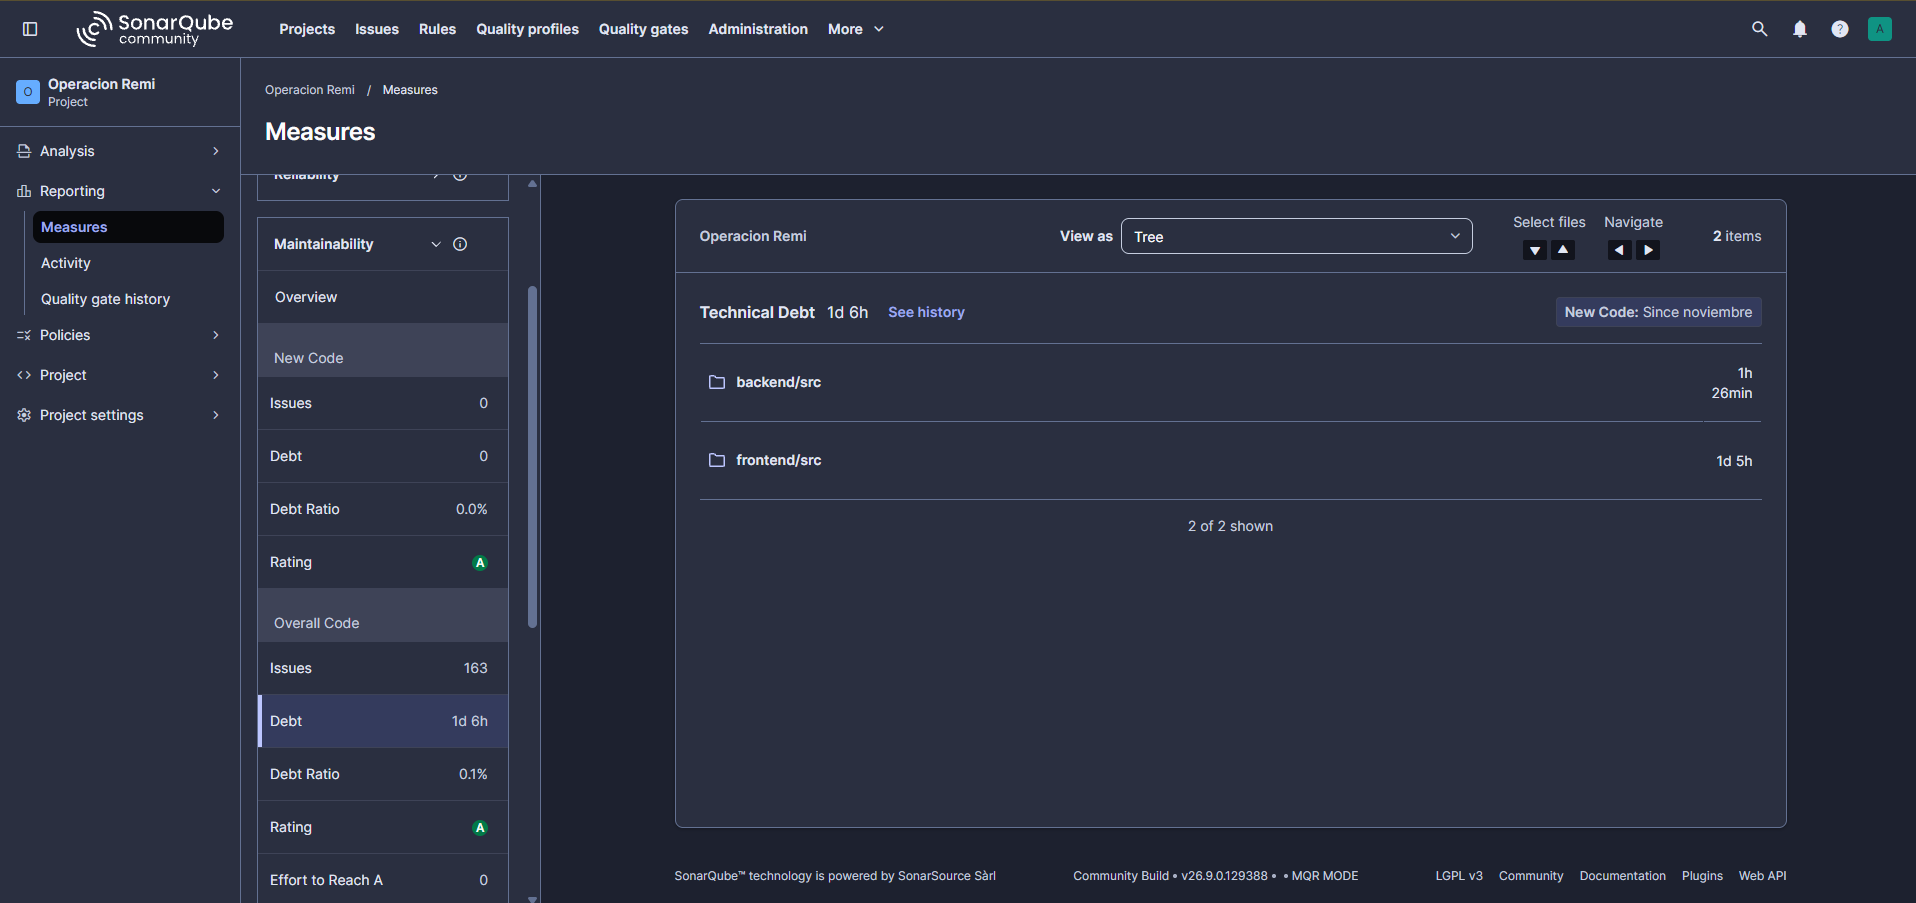 SonarQube
community
Projects Issues Rules Quality profiles Quality gates Administration More
? A
O Operacion Remi
Project
Analysis
Reporting
Measures
Activity
Quality gate history
Policies
Project
Project settings
Operacion Remi / Measures
Measures
Reliability
Maintainability
Overview
New Code
Issues 0
Debt 0
Debt Ratio 0.0%
Rating A
Overall Code
Issues 163
Debt 1d 6h
Debt Ratio 0.1%
Rating A
Effort to Reach A 0
Operacion Remi View as Tree Select files Navigate 2 items
Technical Debt 1d 6h See history New Code: Since noviembre
backend/src 1h
26min
frontend/src 1d 5h
2 of 2 shown
SonarQube™ technology is powered by SonarSource Sàrl Community Build • v26.9.0.129388 • • MQR MODE LGPL v3 Community Documentation Plugins Web API